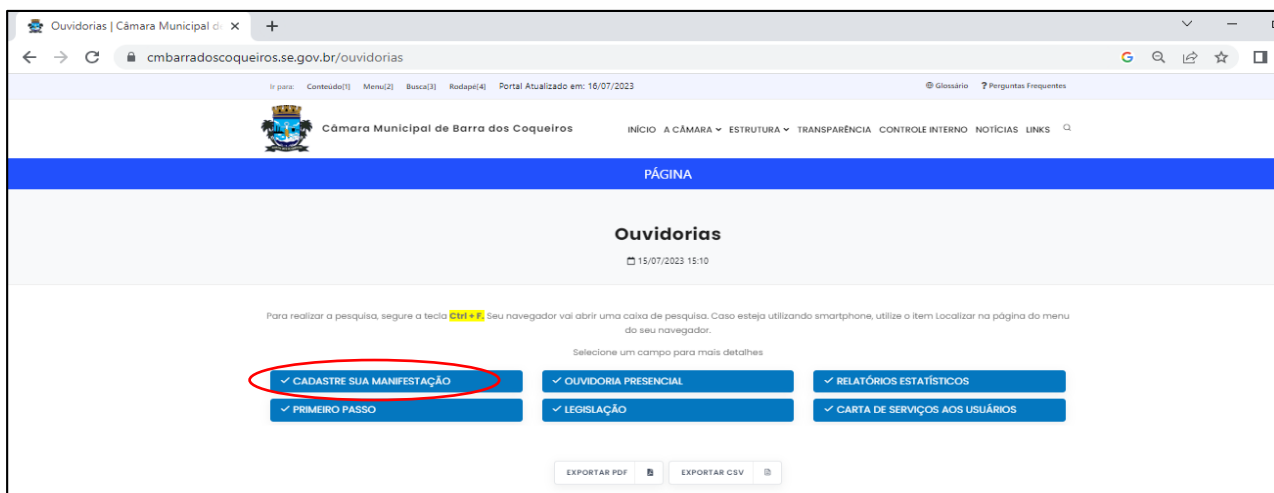 Ouvidorias | Câmara Municipal d
cmbarradoscoqueiros.se.gov.br/ouvidorias
Ir para: Conteúdo[1] Menu[2] Busca[3] Rodapé[4] Portal Atualizado em: 16/07/2023 Glossário ? Perguntas Frequentes
Câmara Municipal de Barra dos Coqueiros INÍCIO A CÂMARA ESTRUTURA TRANSPARÊNCIA CONTROLE INTERNO NOTÍCIAS LINKS
PÁGINA
Ouvidorias
15/07/2023 15:10
Para realizar a pesquisa, segure a tecla Ctrl + F. Seu navegador vai abrir uma caixa de pesquisa. Caso esteja utilizando smartphone, utilize o item Localizar na página do menu
do seu navegador.
Selecione um campo para mais detalhes
CADASTRE SUA MANIFESTAÇÃO OUVIDORIA PRESENCIAL RELATÓRIOS ESTATÍSTICOS
PRIMEIRO PASSO LEGISLAÇÃO CARTA DE SERVIÇOS AOS USUÁRIOS
EXPORTAR PDF EXPORTAR CSV